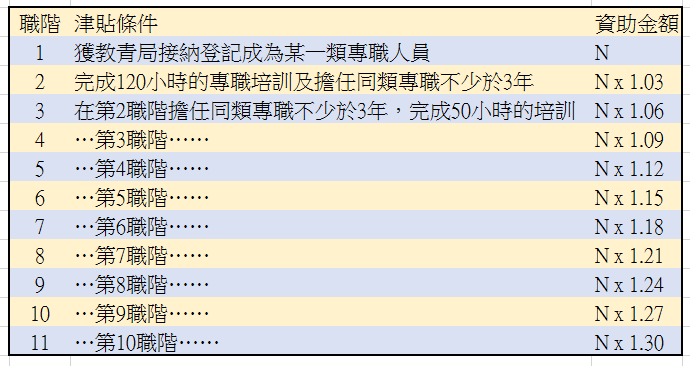 職階 津貼條件 資助金額
1 獲教青局接納登記成為某一類專職人員 N
2 完成120小時的專職培訓及擔任同類專職不少於3年 N x 1.03
3 在第2職階擔任同類專職不少於3年，完成50小時的培訓 N x 1.06
4 …第3職階…… N x 1.09
5 …第4職階…… N x 1.12
6 …第5職階…… N x 1.15
7 …第6職階…… N x 1.18
8 …第7職階…… N x 1.21
9 …第8職階…… N x 1.24
10 …第9職階…… N x 1.27
11 …第10職階…… N x 1.30